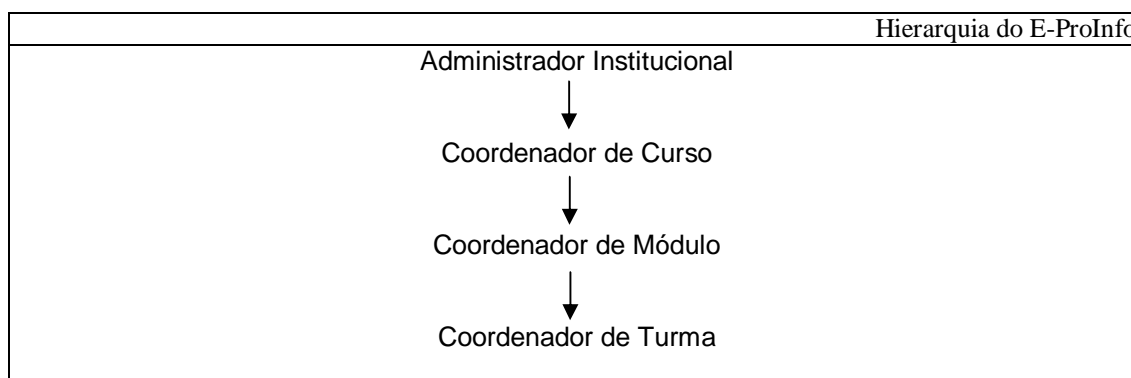 Hierarquia do E-ProInfo
Administrador Institucional
Coordenador de Curso
Coordenador de Módulo
Coordenador de Turma